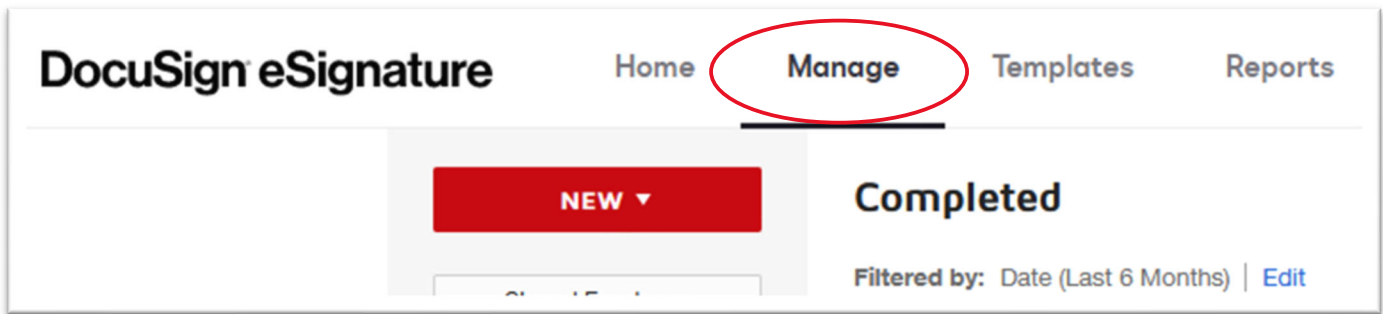 DocuSign eSignature Home Manage Templates Reports
NEW
Completed
Filtered by: Date (Last 6 Months) | Edit